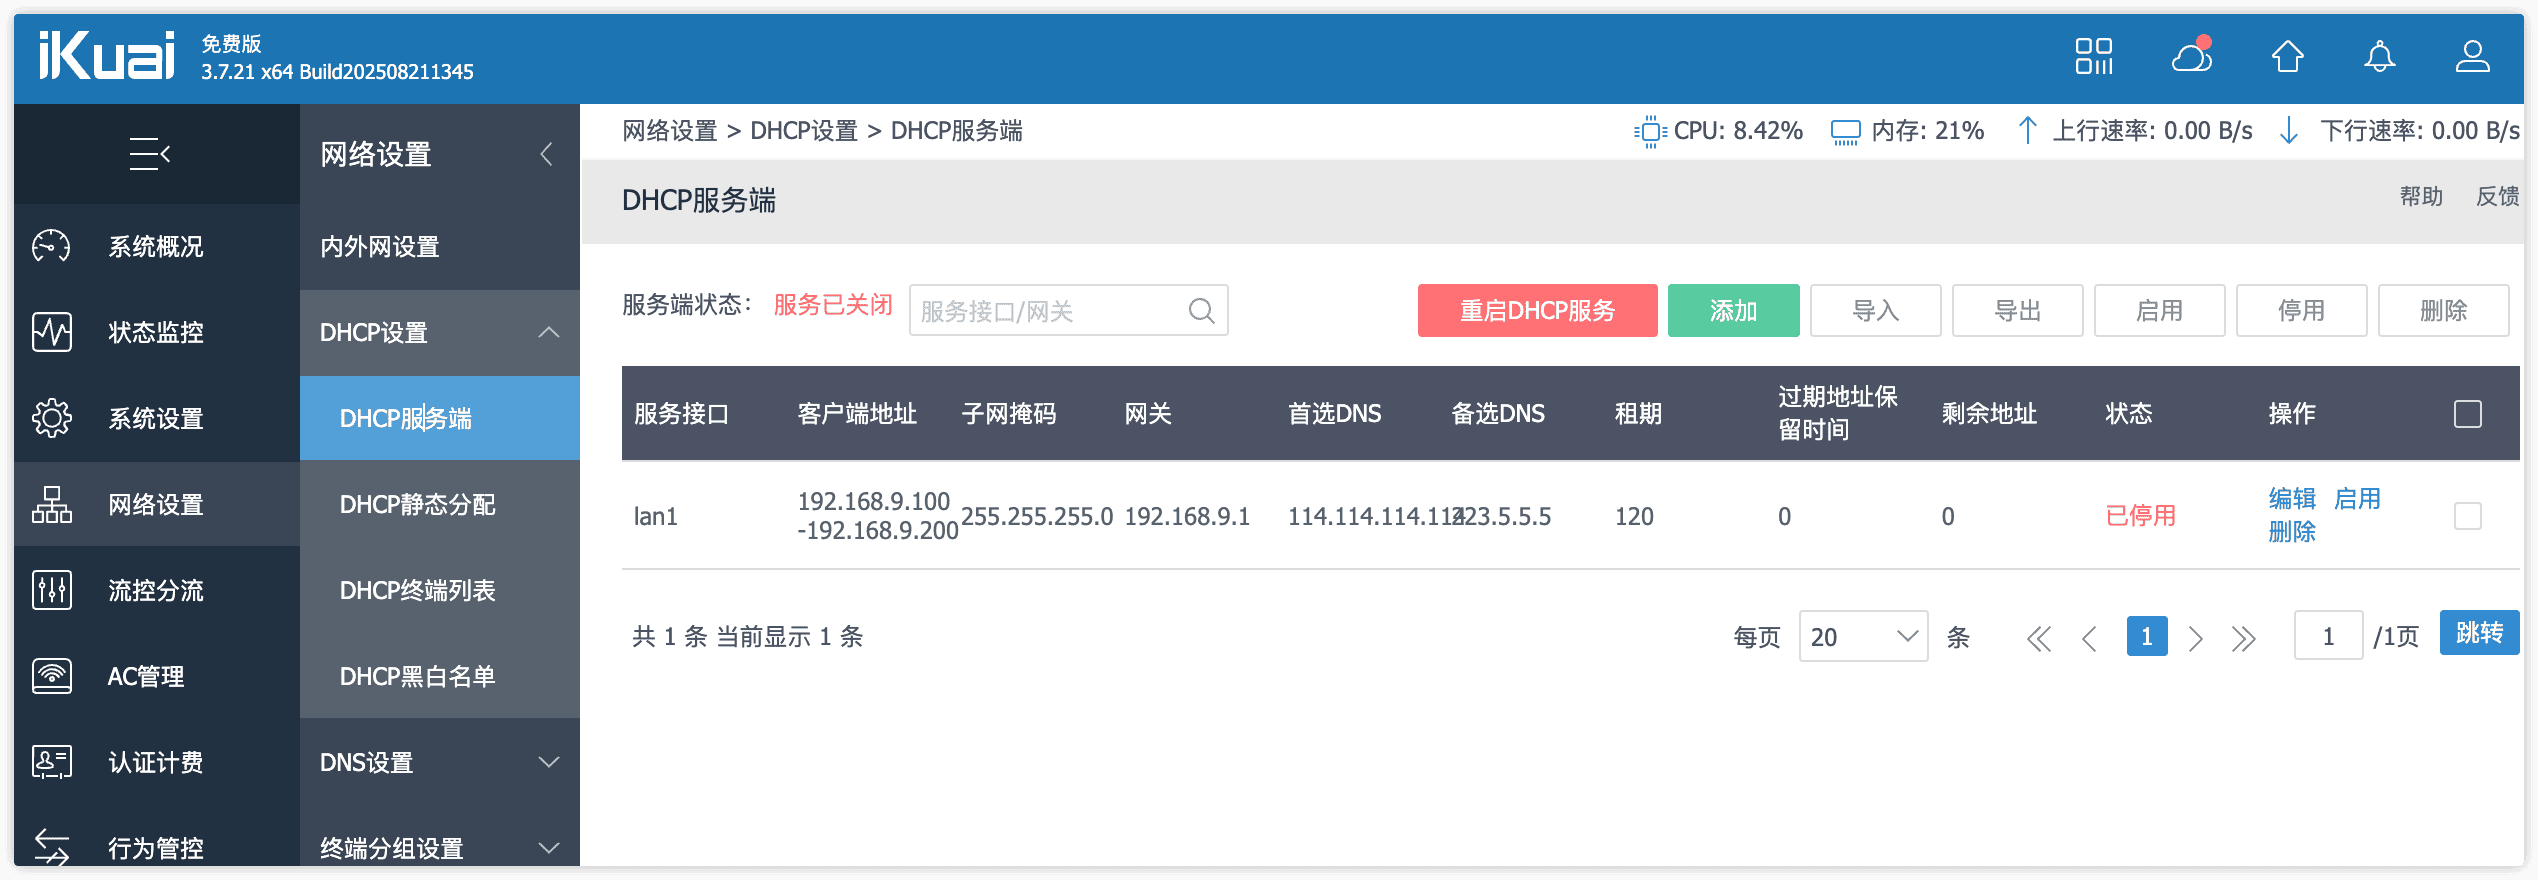 iKuai
免费版
3.7.21 x64 Build202508211345
网络设置
系统概况
状态监控
系统设置
网络设置
流控分流
AC管理
认证计费
行为管控
内外网设置
DHCP设置
DHCP服务端
DHCP静态分配
DHCP终端列表
DHCP黑白名单
DNS设置
终端分组设置
网络设置 > DHCP设置 > DHCP服务端
CPU: 8.42% 内存: 21% 上行速率: 0.00 B/s 下行速率: 0.00 B/s
DHCP服务端
帮助 反馈
服务端状态: 服务已关闭 服务接口/网关 重启DHCP服务 添加 导入 导出 启用 停用 删除
服务接口 客户端地址 子网掩码 网关 首选DNS 备选DNS 租期 过期地址保留时间 剩余地址 状态 操作
lan1 192.168.9.100-192.168.9.200 255.255.255.0 192.168.9.1 114.114.114.114 223.5.5.5 120 0 0 已停用 编辑 启用 删除
共 1 条 当前显示 1 条
每页 20 条 1 1 /1页 跳转